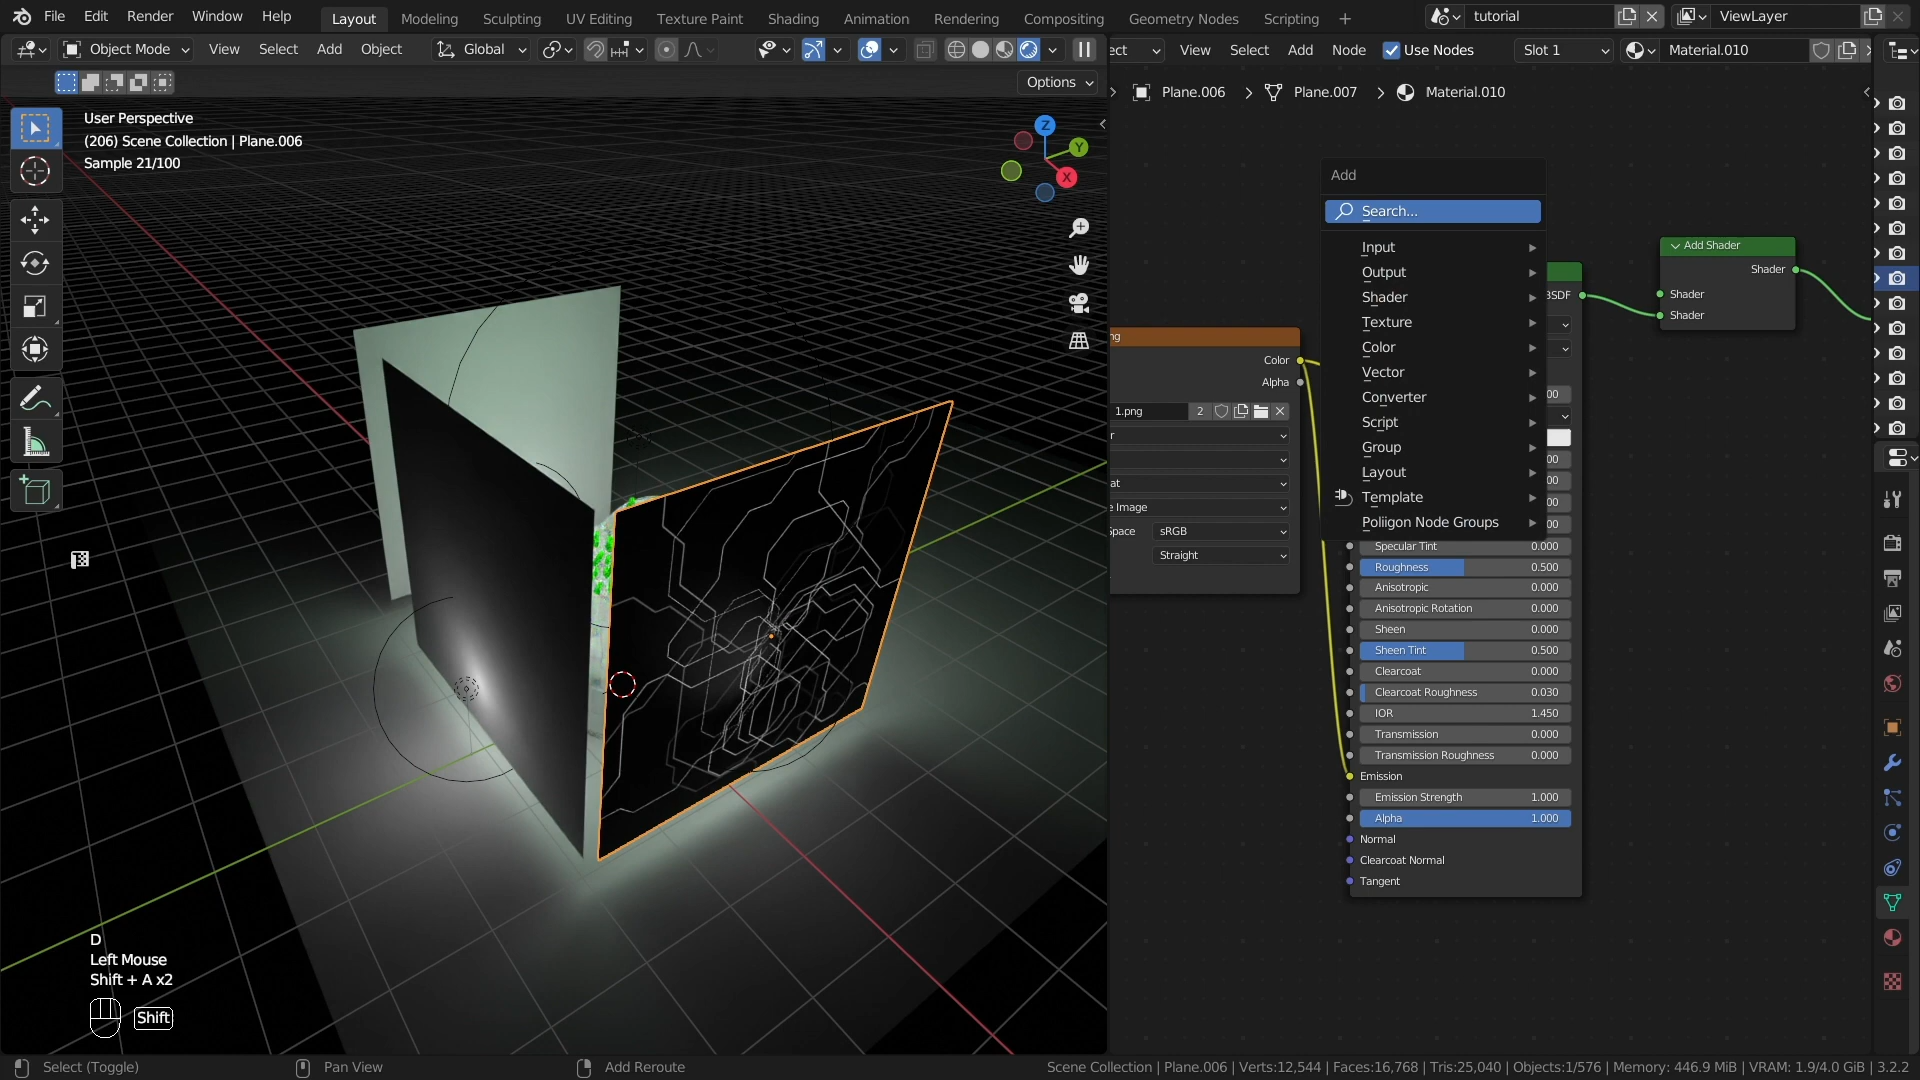 File Edit Render Window Help Layout Modeling Sculpting UV Editing Texture Paint Shading Animation Rendering Compositing Geometry Nodes Scripting + tutorial ViewLayer
Object Mode View Select Add Object Global View Select Add Node Use Nodes Slot 1 Material.010
Options
Plane.006 > Plane.007 > Material.010
User Perspective
(206) Scene Collection | Plane.006
Sample 21/100
Z
Y
X
Add
Search...
Input
Output
Shader
Texture
Color
Vector
Converter
Script
Group
Layout
Template
Poliigon Node Groups
Color
Alpha
1.png 2
sRGB
Straight
Add Shader
Shader
Shader
Shader
Specular Tint 0.000
Roughness 0.500
Anisotropic 0.000
Anisotropic Rotation 0.000
Sheen 0.000
Sheen Tint 0.500
Clearcoat 0.000
Clearcoat Roughness 0.030
IOR 1.450
Transmission 0.000
Transmission Roughness 0.000
Emission
Emission Strength 1.000
Alpha 1.000
Normal
Clearcoat Normal
Tangent
D
Left Mouse
Shift + A x2
Shift
Select (Toggle) Pan View Add Reroute Scene Collection | Plane.006 | Verts:12,544 | Faces:16,768 | Tris:25,040 | Objects:1/576 | Memory: 446.9 MiB | VRAM: 1.9/4.0 GiB | 3.2.2